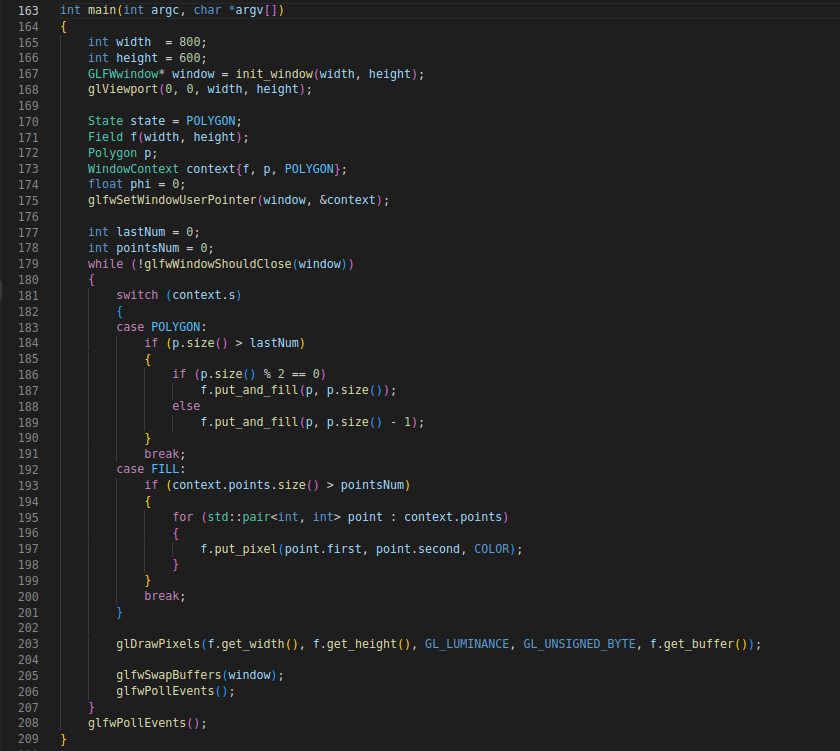 163 int main(int argc, char *argv[])
164 {
165     int width  = 800;
166     int height = 600;
167     GLFWwindow* window = init_window(width, height);
168     glViewport(0, 0, width, height);
169
170     State state = POLYGON;
171     Field f(width, height);
172     Polygon p;
173     WindowContext context{f, p, POLYGON};
174     float phi = 0;
175     glfwSetWindowUserPointer(window, &context);
176
177     int lastNum = 0;
178     int pointsNum = 0;
179     while (!glfwWindowShouldClose(window))
180     {
181         switch (context.s)
182         {
183         case POLYGON:
184             if (p.size() > lastNum)
185             {
186                 if (p.size() % 2 == 0)
187                     f.put_and_fill(p, p.size());
188                 else
189                     f.put_and_fill(p, p.size() - 1);
190             }
191             break;
192         case FILL:
193             if (context.points.size() > pointsNum)
194             {
195                 for (std::pair<int, int> point : context.points)
196                 {
197                     f.put_pixel(point.first, point.second, COLOR);
198                 }
199             }
200             break;
201         }
202
203         glDrawPixels(f.get_width(), f.get_height(), GL_LUMINANCE, GL_UNSIGNED_BYTE, f.get_buffer());
204
205         glfwSwapBuffers(window);
206         glfwPollEvents();
207     }
208     glfwPollEvents();
209 }